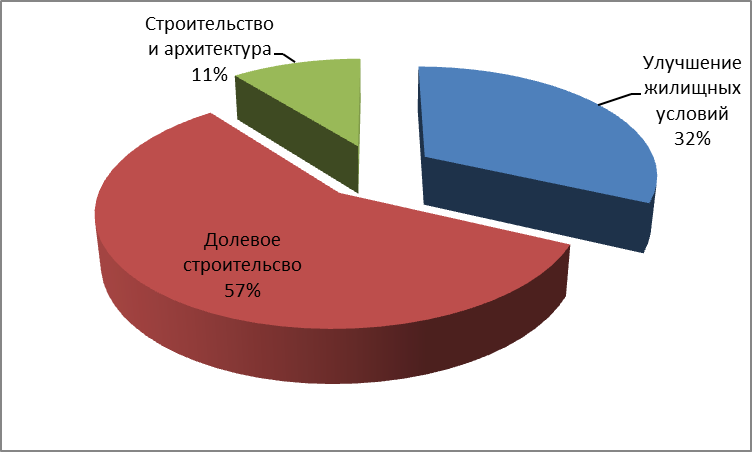 Строительство
и архитектура
11%
Улучшение
жилищных
условий
32%
Долевое
строительсво
57%